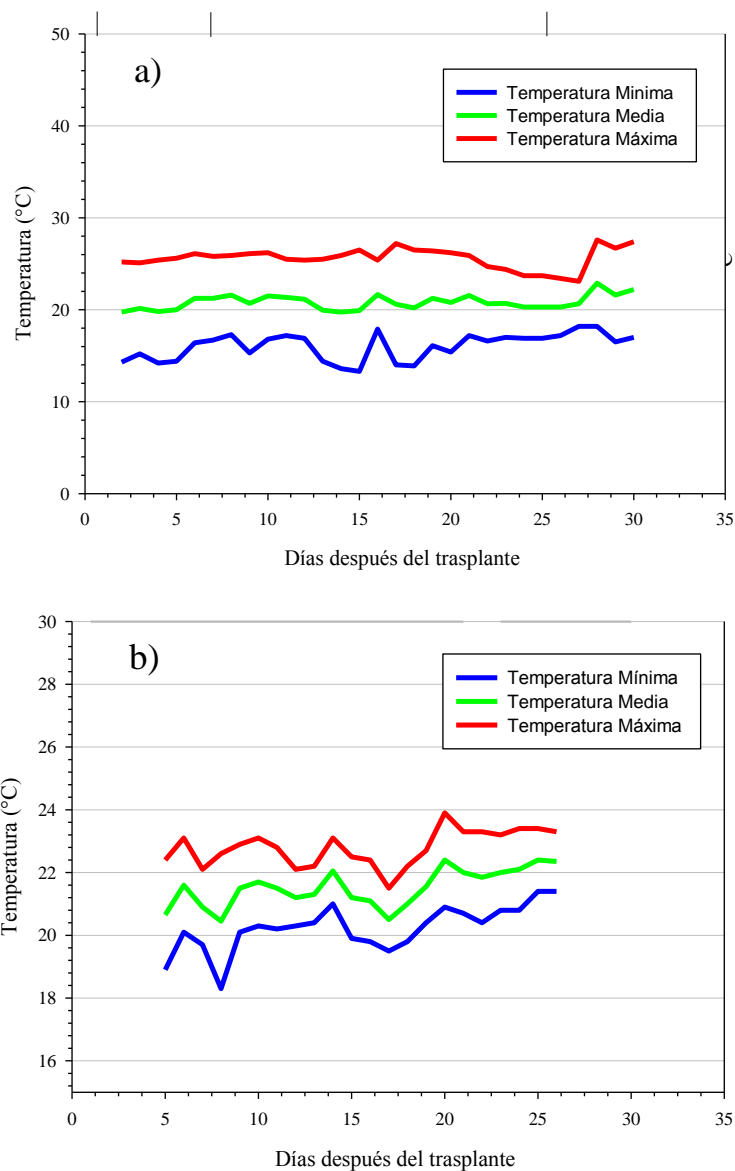 a)
Temperatura Minima
Temperatura Media
Temperatura Máxima
Temperatura (°C)
50
40
30
20
10
0
0 5 10 15 20 25 30 35
Días después del trasplante
b)
Temperatura Mínima
Temperatura Media
Temperatura Máxima
Temperatura (°C)
30
28
26
24
22
20
18
16
0 5 10 15 20 25 30 35
Días después del trasplante